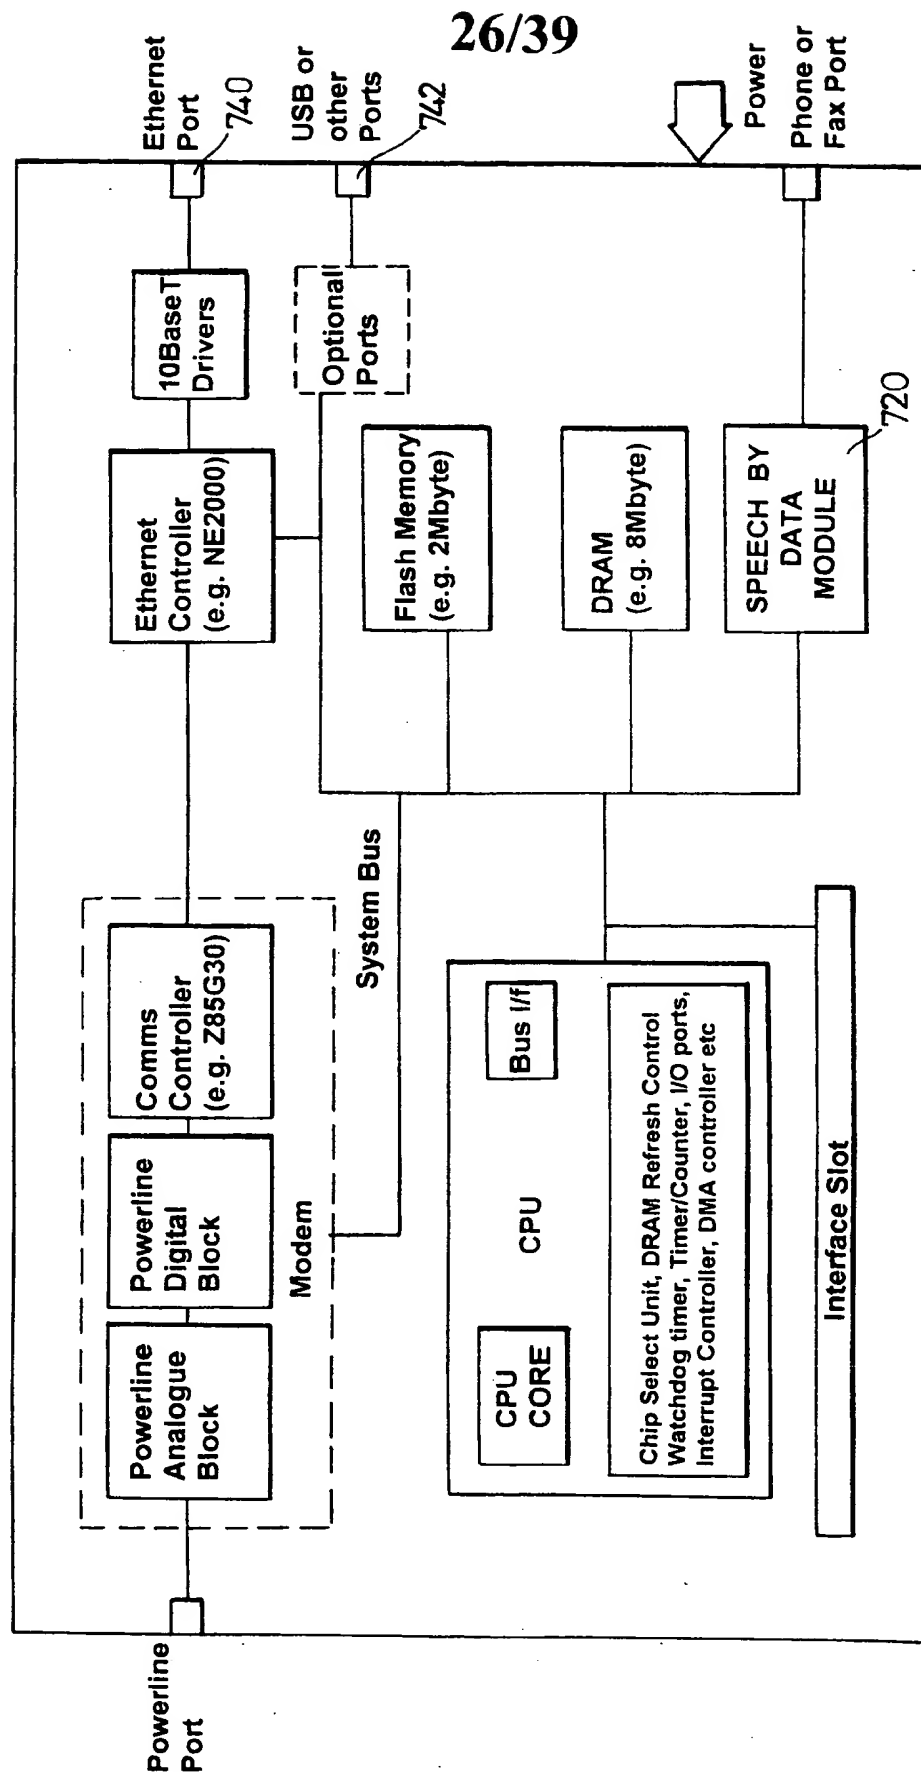 26/39
Powerline
Port
Powerline
Analogue
Block
Powerline
Digital
Block
Comms
Controller
(e.g. Z85G30)
Modem
Ethernet
Controller
(e.g. NE2000)
10BaseT
Drivers
Ethernet
Port
740
Optional
Ports
USB or
other
Ports
742
System Bus
Flash Memory
(e.g. 2Mbyte)
DRAM
(e.g. 8Mbyte)
SPEECH BY
DATA
MODULE
720
Power
Phone or
Fax Port
CPU
CORE
CPU
Bus I/f
Chip Select Unit, DRAM Refresh Control
Watchdog timer, Timer/Counter, I/O ports,
Interrupt Controller, DMA controller etc
Interface Slot